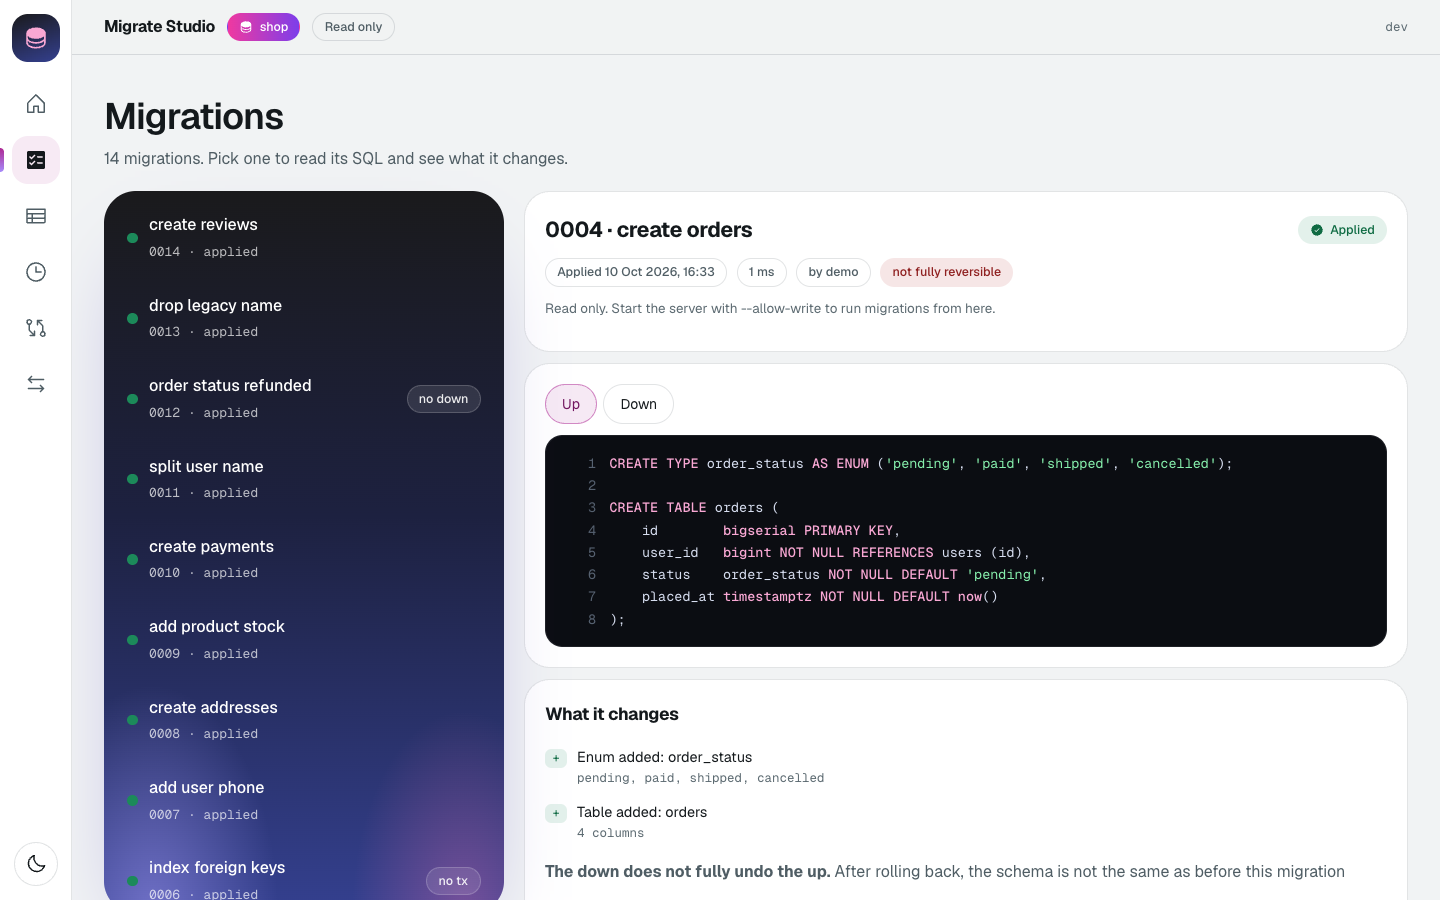 Migrate Studio
shop
Read only
dev
Migrations
14 migrations. Pick one to read its SQL and see what it changes.
create reviews
0014 · applied
drop legacy name
0013 · applied
order status refunded
0012 · applied
no down
split user name
0011 · applied
create payments
0010 · applied
add product stock
0009 · applied
create addresses
0008 · applied
add user phone
0007 · applied
index foreign keys
0006 · applied
no tx
0004 · create orders
Applied
Applied 10 Oct 2026, 16:33
1 ms
by demo
not fully reversible
Read only. Start the server with --allow-write to run migrations from here.
Up
Down
1 CREATE TYPE order_status AS ENUM ('pending', 'paid', 'shipped', 'cancelled');
2
3 CREATE TABLE orders (
4     id        bigserial PRIMARY KEY,
5     user_id   bigint NOT NULL REFERENCES users (id),
6     status    order_status NOT NULL DEFAULT 'pending',
7     placed_at timestamptz NOT NULL DEFAULT now()
8 );
What it changes
+ Enum added: order_status
pending, paid, shipped, cancelled
+ Table added: orders
4 columns
The down does not fully undo the up. After rolling back, the schema is not the same as before this migration